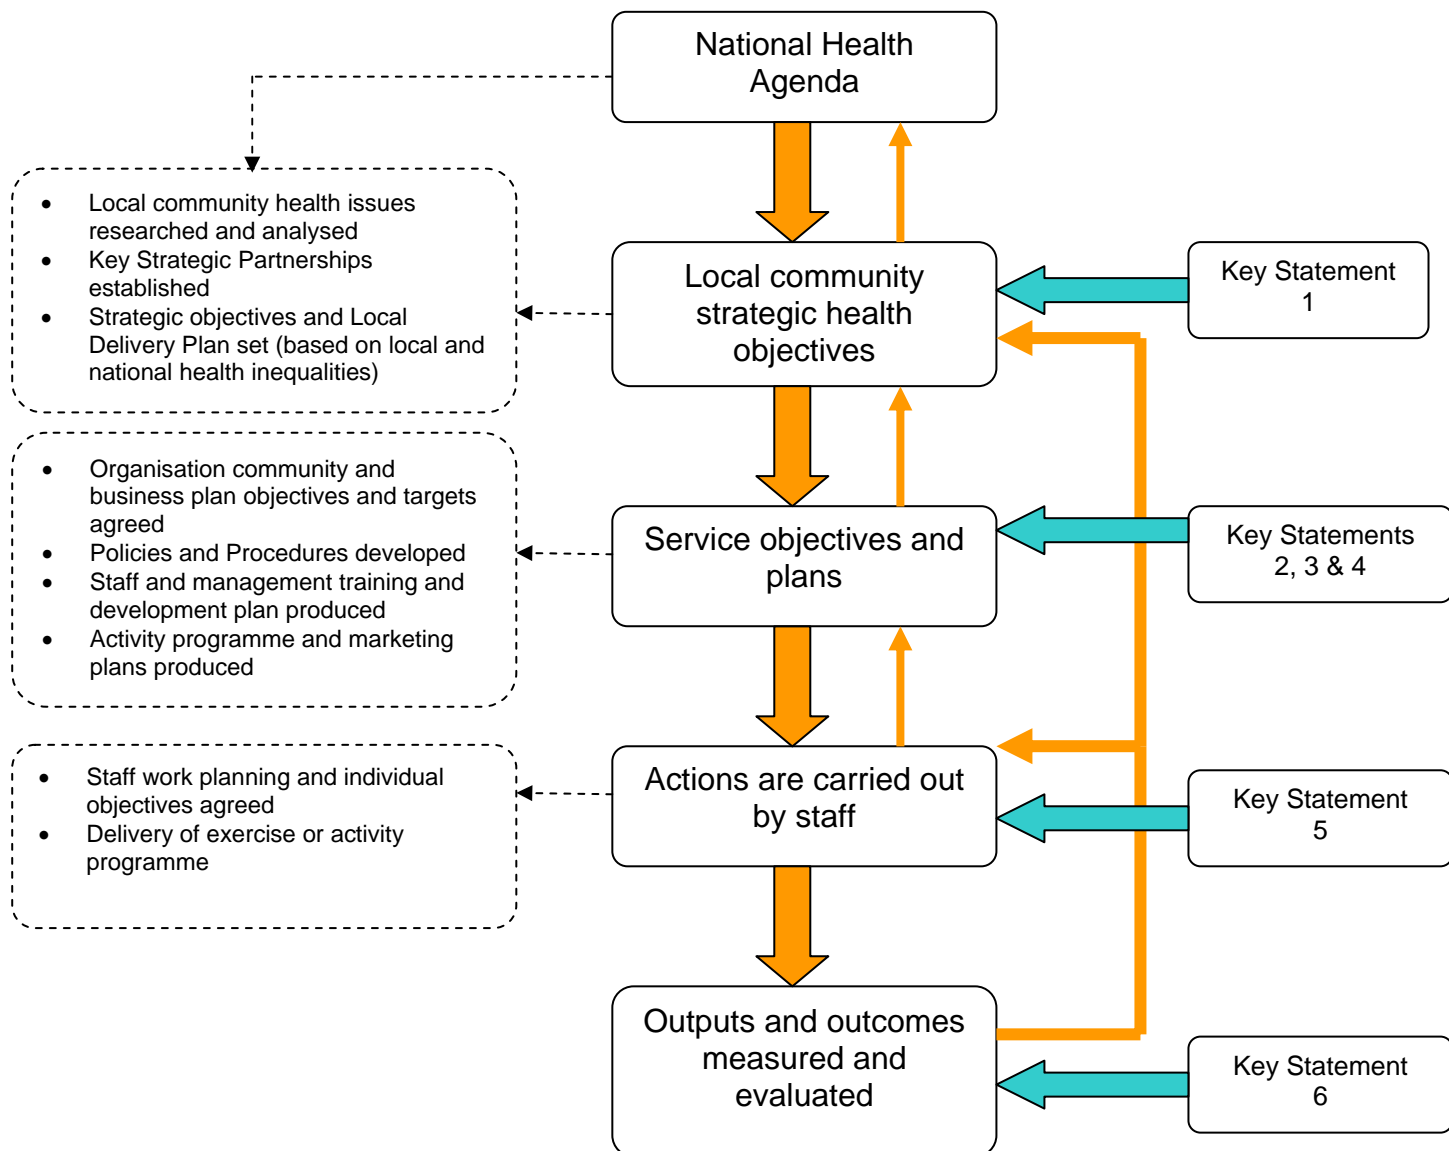 National Health
Agenda
• Local community health issues
researched and analysed
• Key Strategic Partnerships
established
• Strategic objectives and Local
Delivery Plan set (based on local and
national health inequalities)
Local community
strategic health
objectives
Key Statement
1
• Organisation community and
business plan objectives and targets
agreed
• Policies and Procedures developed
• Staff and management training and
development plan produced
• Activity programme and marketing
plans produced
Service objectives and
plans
Key Statements
2, 3 & 4
• Staff work planning and individual
objectives agreed
• Delivery of exercise or activity
programme
Actions are carried out
by staff
Key Statement
5
Outputs and outcomes
measured and
evaluated
Key Statement
6